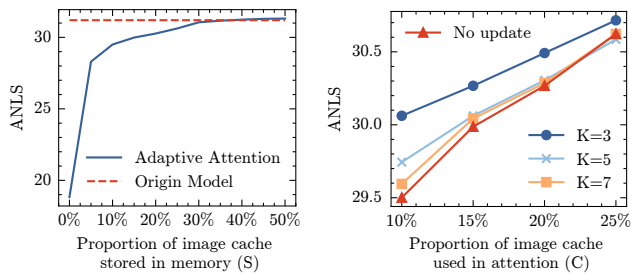 ANLS
30
25
20
0%
10%
20%
30%
40%
50%
Adaptive Attention
Origin Model
Proportion of image cache
stored in memory (S)
ANLS
30.5
30.0
29.5
10%
15%
20%
25%
No update
K=3
K=5
K=7
Proportion of image cache
used in attention (C)